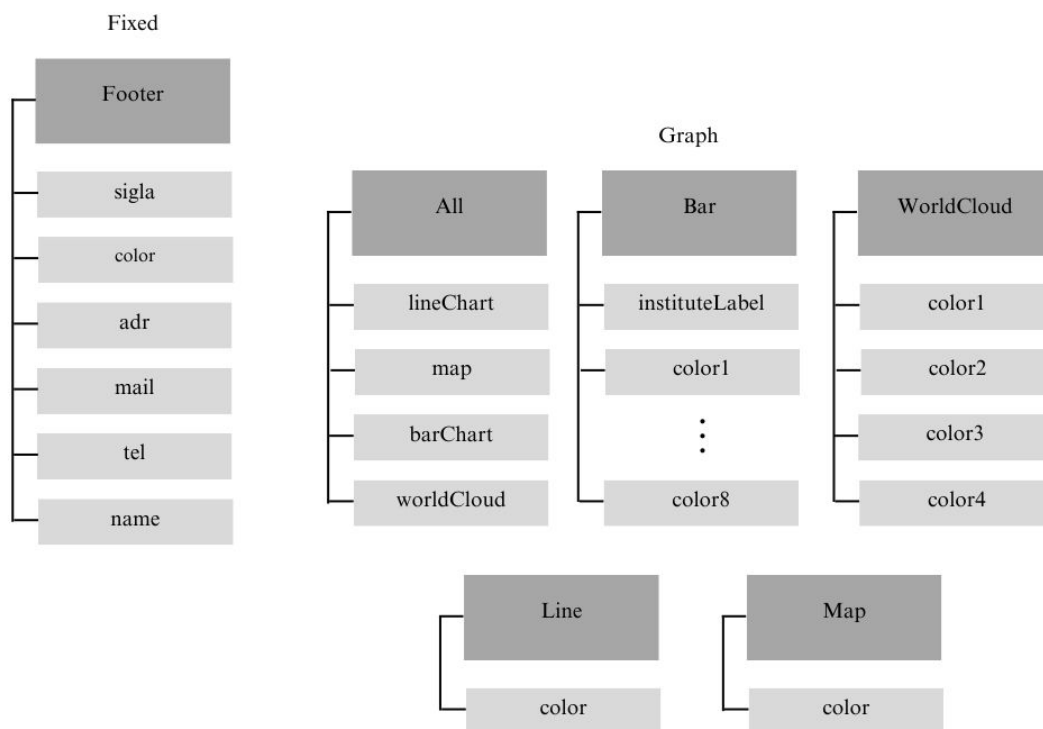 Fixed
Footer
sigla
color
adr
mail
tel
name
Graph
All
lineChart
map
barChart
worldCloud
Bar
instituteLabel
color1
color8
WorldCloud
color1
color2
color3
color4
Line
color
Map
color